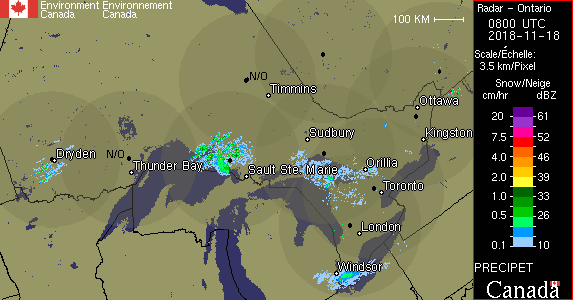 Environment Environnement
Canada Canada
100 KM
N/O
Timmins
Ottawa
Sudbury
Kingston
Dryden
N/O
Thunder Bay
Sault Ste. Marie
Orillia
Toronto
London
Windsor
Radar - Ontario
0800 UTC
2018-11-18
Scale/Échelle:
3.5 km/Pixel
Snow/Neige
cm/hr dBZ
20 61
7.5 52
4.0 46
2.0 39
1.0 33
0.5 26
0.1 10
PRECIPET
Canada